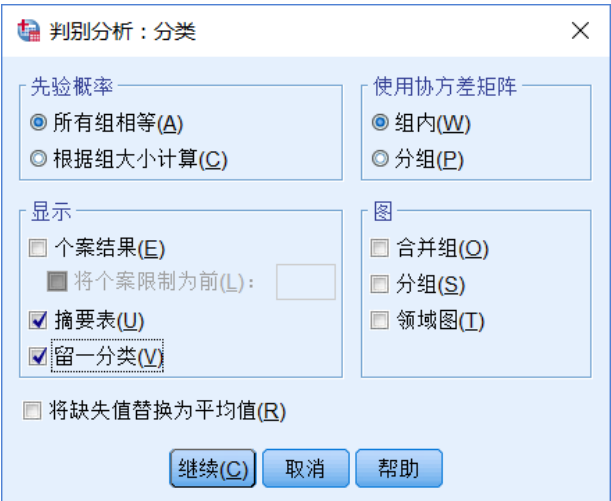 判别分析：分类
先验概率
所有组相等(A)
根据组大小计算(C)
使用协方差矩阵
组内(W)
分组(P)
显示
个案结果(E)
将个案限制为前(L)：
摘要表(U)
留一分类(V)
图
合并组(O)
分组(S)
领域图(T)
将缺失值替换为平均值(R)
继续(C)
取消
帮助